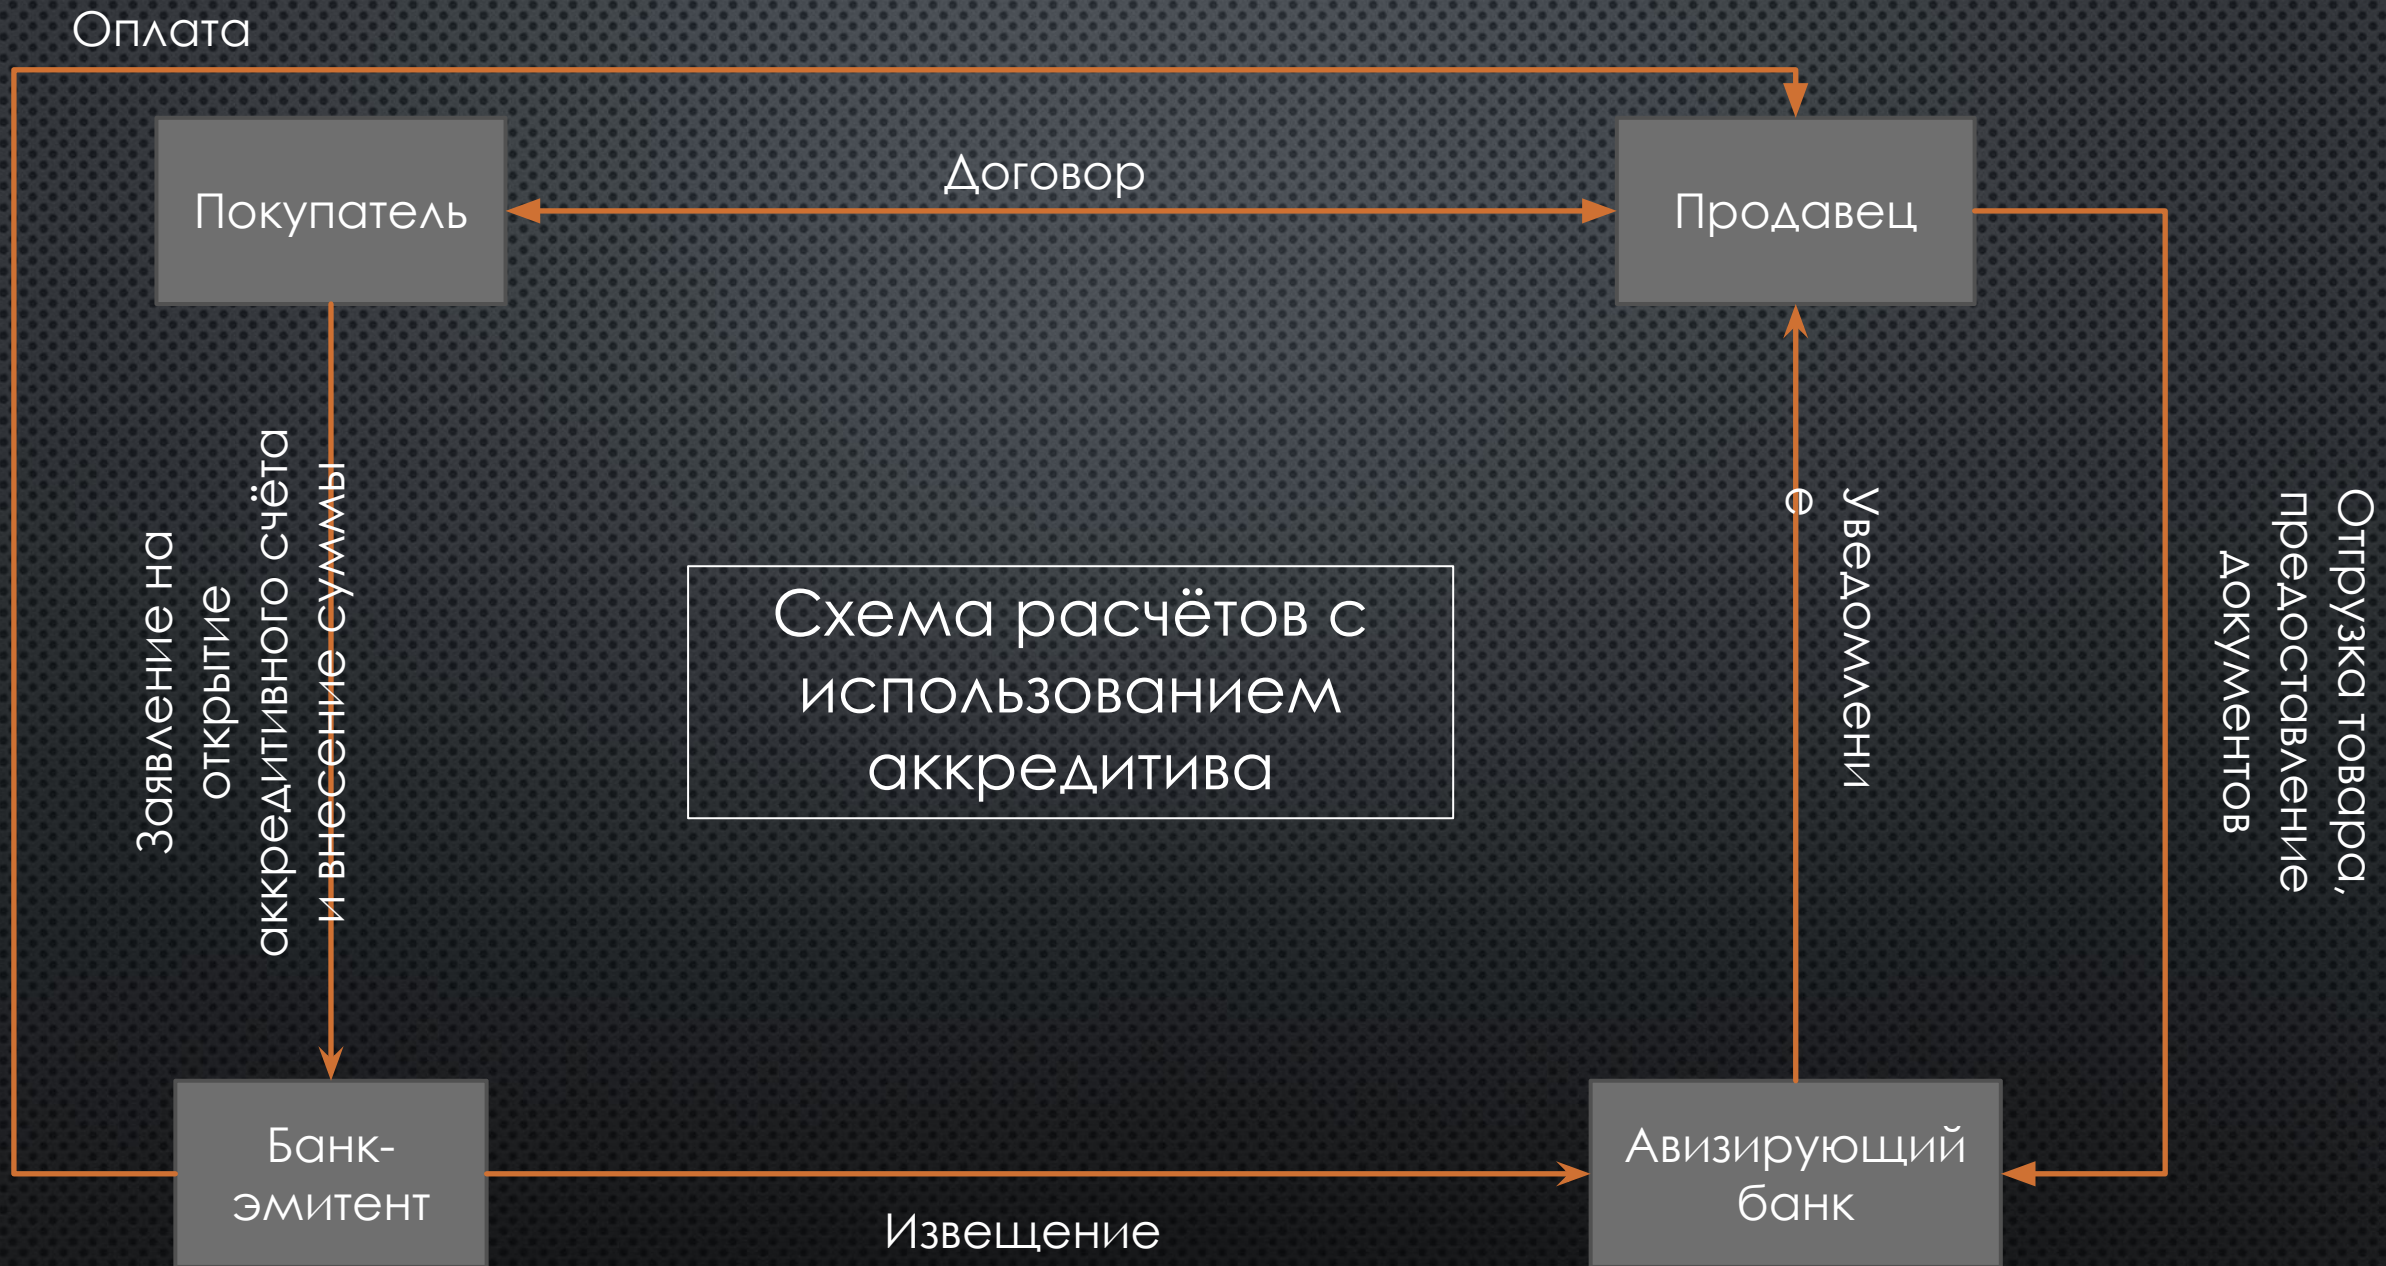 Оплата
Покупатель
Договор
Продавец
Заявление на
открытие
аккредитивного счёта
и внесение суммы
Схема расчётов с
использованием
аккредитива
Уведомлени
е
Отгрузка товара,
предоставление
документов
Банк-
эмитент
Извещение
Авизирующий
банк